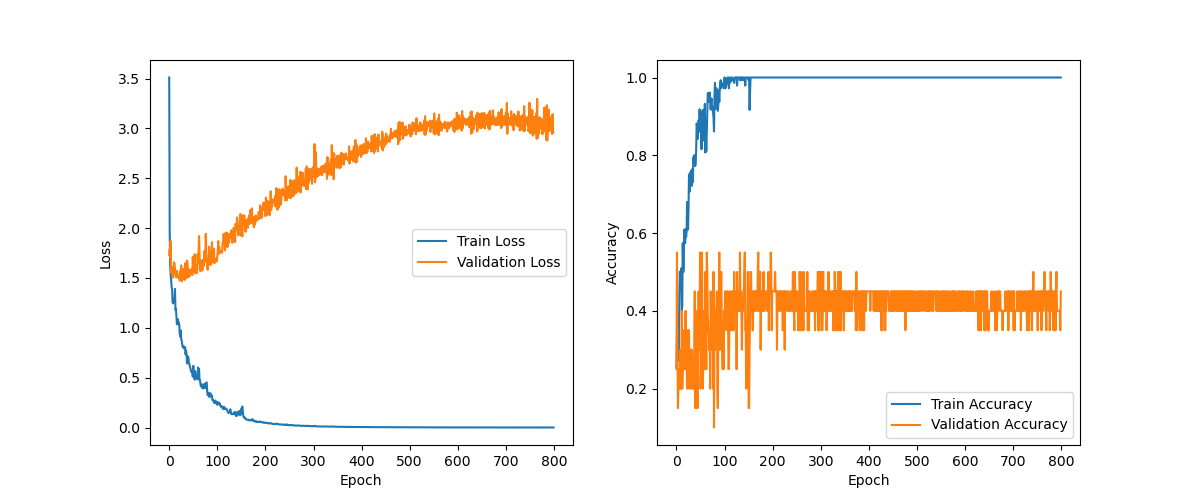 3.5
3.0
2.5
2.0
1.5
1.0
0.5
0.0
Loss
0 100 200 300 400 500 600 700 800
Epoch
Train Loss
Validation Loss
1.0
0.8
0.6
0.4
0.2
Accuracy
0 100 200 300 400 500 600 700 800
Epoch
Train Accuracy
Validation Accuracy